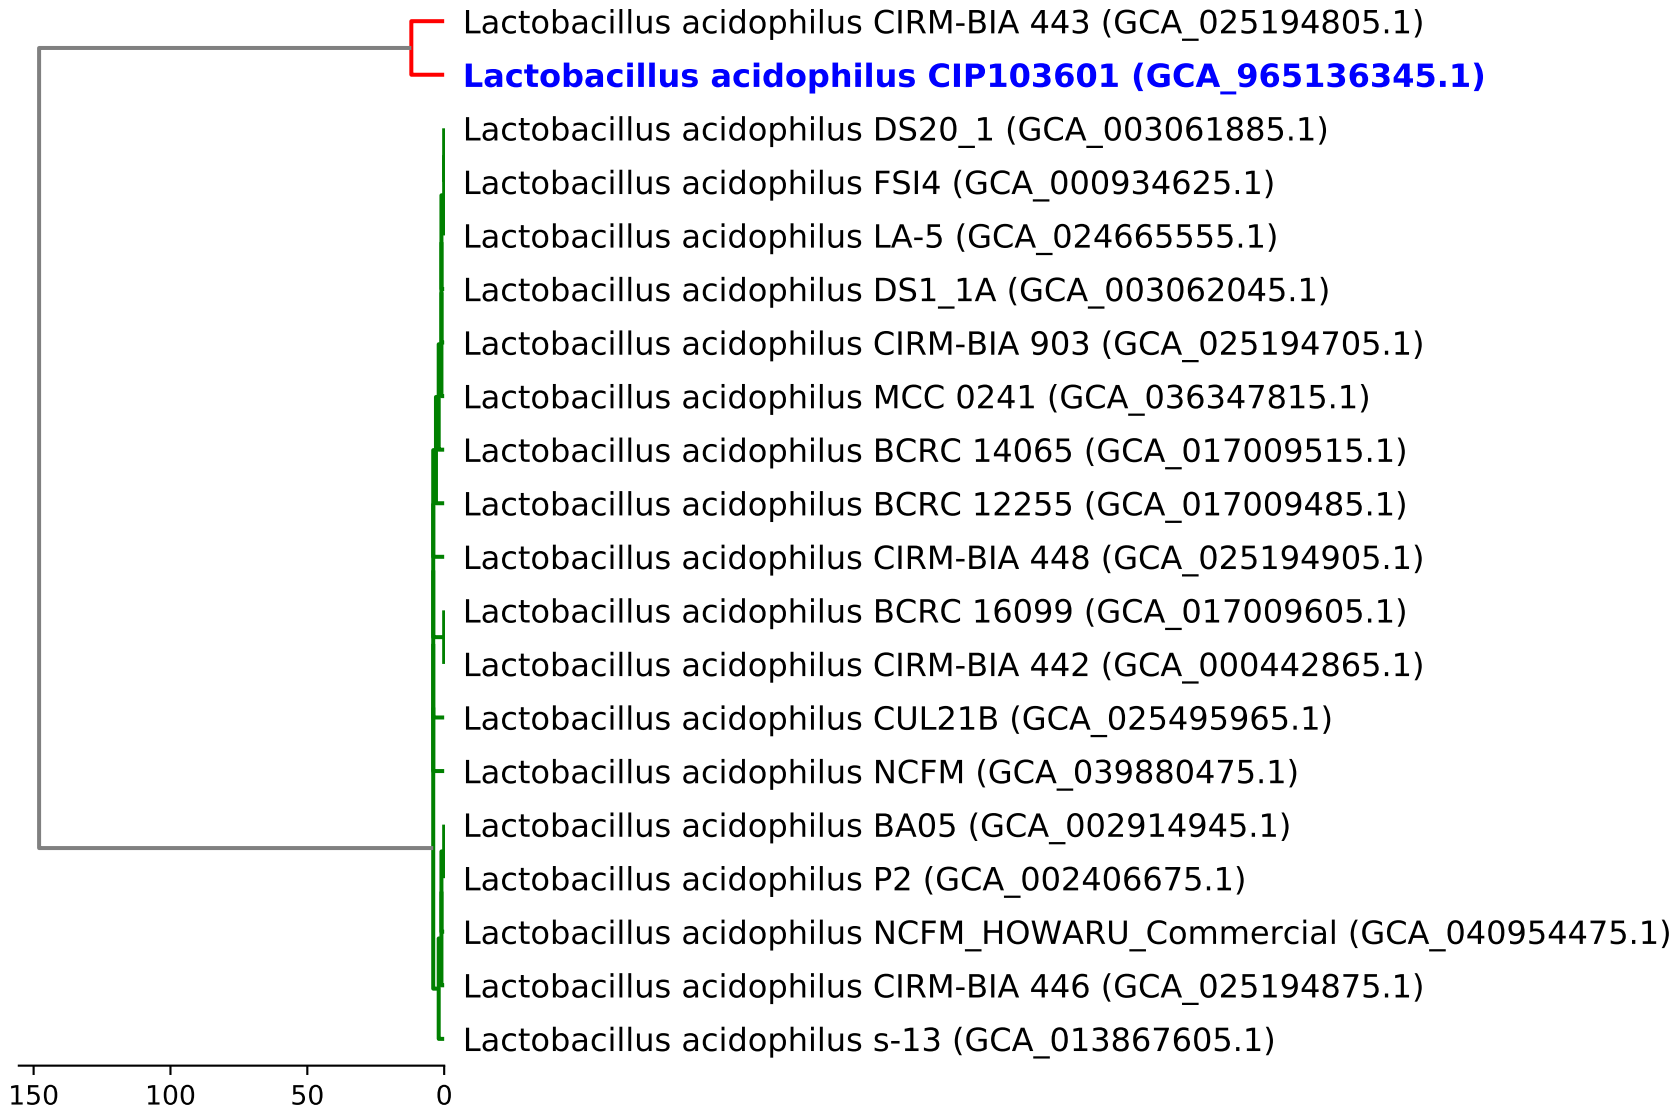 Lactobacillus acidophilus CIRM-BIA 443 (GCA_025194805.1)
Lactobacillus acidophilus CIP103601 (GCA_965136345.1)
Lactobacillus acidophilus DS20_1 (GCA_003061885.1)
Lactobacillus acidophilus FSI4 (GCA_000934625.1)
Lactobacillus acidophilus LA-5 (GCA_024665555.1)
Lactobacillus acidophilus DS1_1A (GCA_003062045.1)
Lactobacillus acidophilus CIRM-BIA 903 (GCA_025194705.1)
Lactobacillus acidophilus MCC 0241 (GCA_036347815.1)
Lactobacillus acidophilus BCRC 14065 (GCA_017009515.1)
Lactobacillus acidophilus BCRC 12255 (GCA_017009485.1)
Lactobacillus acidophilus CIRM-BIA 448 (GCA_025194905.1)
Lactobacillus acidophilus BCRC 16099 (GCA_017009605.1)
Lactobacillus acidophilus CIRM-BIA 442 (GCA_000442865.1)
Lactobacillus acidophilus CUL21B (GCA_025495965.1)
Lactobacillus acidophilus NCFM (GCA_039880475.1)
Lactobacillus acidophilus BA05 (GCA_002914945.1)
Lactobacillus acidophilus P2 (GCA_002406675.1)
Lactobacillus acidophilus NCFM_HOWARU_Commercial (GCA_040954475.1)
Lactobacillus acidophilus CIRM-BIA 446 (GCA_025194875.1)
Lactobacillus acidophilus s-13 (GCA_013867605.1)
150 100 50 0